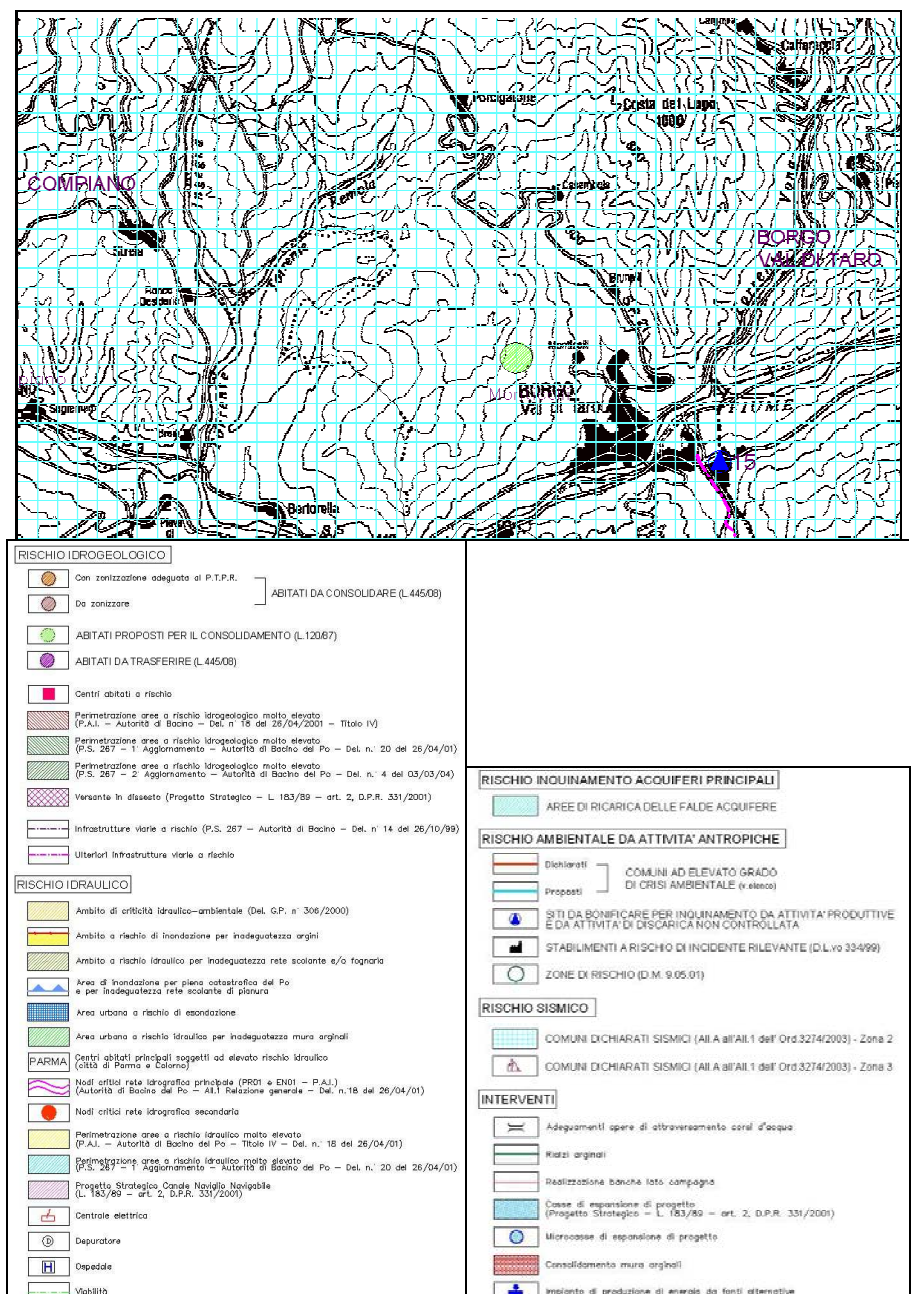 Caffaraccia
Costa del Lupo
1000
COMPIANO
BORGO
VAL DI TARO
BORGO
Val di Taro
FIUME
15
Bertorella
RISCHIO IDROGEOLOGICO
Con zonizzazione adeguata al P.T.P.R.
Da zonizzare
ABITATI DA CONSOLIDARE (L.445/08)
ABITATI PROPOSTI PER IL CONSOLIDAMENTO (L.120/87)
ABITATI DA TRASFERIRE (L.445/08)
Centri abitati a rischio
Perimetrazione aree a rischio idrogeologico molto elevato
(P.A.I. – Autorità di Bacino – Del. n° 18 del 26/04/2001 – Titolo IV)
Perimetrazione aree a rischio idrogeologico molto elevato
(P.S. 267 – 1° Aggiornamento – Autorità di Bacino del Po – Del. n. 20 del 26/04/01)
Perimetrazione aree a rischio idrogeologico molto elevato
(P.S. 267 – 2° Aggiornamento – Autorità di Bacino del Po – Del. n. 4 del 03/03/04)
Versante in dissesto (Progetto Strategico – L. 183/89 – art. 2, D.P.R. 331/2001)
Infrastrutture viarie a rischio (P.S. 267 – Autorità di Bacino – Del. n° 14 del 26/10/99)
Ulteriori infrastrutture viarie a rischio
RISCHIO IDRAULICO
Ambito di criticità idraulico–ambientale (Del. G.P. n° 306/2000)
Ambito a rischio di inondazione per inadeguatezza argini
Ambito a rischio idraulico per inadeguatezza rete scolante e/o fognaria
Area di inondazione per piena catastrofica del Po
e per inadeguatezza rete scolante di pianura
Area urbana a rischio di esondazione
Area urbana a rischio idraulico per inadeguatezza mura arginali
PARMA
Centri abitati principali soggetti ad elevato rischio idraulico
(città di Parma e Colorno)
Nodi critici rete idrografica principale (PR01 e EN01 – P.A.I.)
(Autorità di Bacino del Po – All.1 Relazione generale – Del. n.18 del 26/04/01)
Nodi critici rete idrografica secondaria
Perimetrazione aree a rischio idraulico molto elevato
(P.A.I. – Autorità di Bacino del Po – Titolo IV – Del. n.° 18 del 26/04/01)
Perimetrazione aree a rischio idraulico molto elevato
(P.S. 267 – 1° Aggiornamento – Autorità di Bacino del Po – Del. n.° 20 del 26/04/01)
Progetto Strategico Canale Naviglio Navigabile
(L. 183/89 – art. 2, D.P.R. 331/2001)
Centrale elettrica
D
Depuratore
H
Ospedale
Viabilità
RISCHIO INQUINAMENTO ACQUIFERI PRINCIPALI
AREE DI RICARICA DELLE FALDE ACQUIFERE
RISCHIO AMBIENTALE DA ATTIVITA' ANTROPICHE
Dichiarati
Proposti
COMUNI AD ELEVATO GRADO
DI CRISI AMBIENTALE (v.elenco)
SITI DA BONIFICARE PER INQUINAMENTO DA ATTIVITA' PRODUTTIVE
E DA ATTIVITA' DI DISCARICA NON CONTROLLATA
STABILIMENTI A RISCHIO DI INCIDENTE RILEVANTE (D.L.vo 334/99)
ZONE DI RISCHIO (D.M. 9.05.01)
RISCHIO SISMICO
COMUNI DICHIARATI SISMICI (All.A all'All.1 dell' Ord.3274/2003) - Zona 2
COMUNI DICHIARATI SISMICI (All.A all'All.1 dell' Ord.3274/2003) - Zona 3
INTERVENTI
Adeguamenti opere di attraversamento corsi d'acqua
Rialzi arginali
Realizzazione banche lato campagna
Casse di espansione di progetto
(Progetto Strategico – L. 183/89 – art. 2, D.P.R. 331/2001)
Microcasse di espansione di progetto
Consolidamento mura arginali
Impianto di produzione di energia da fonti alternative